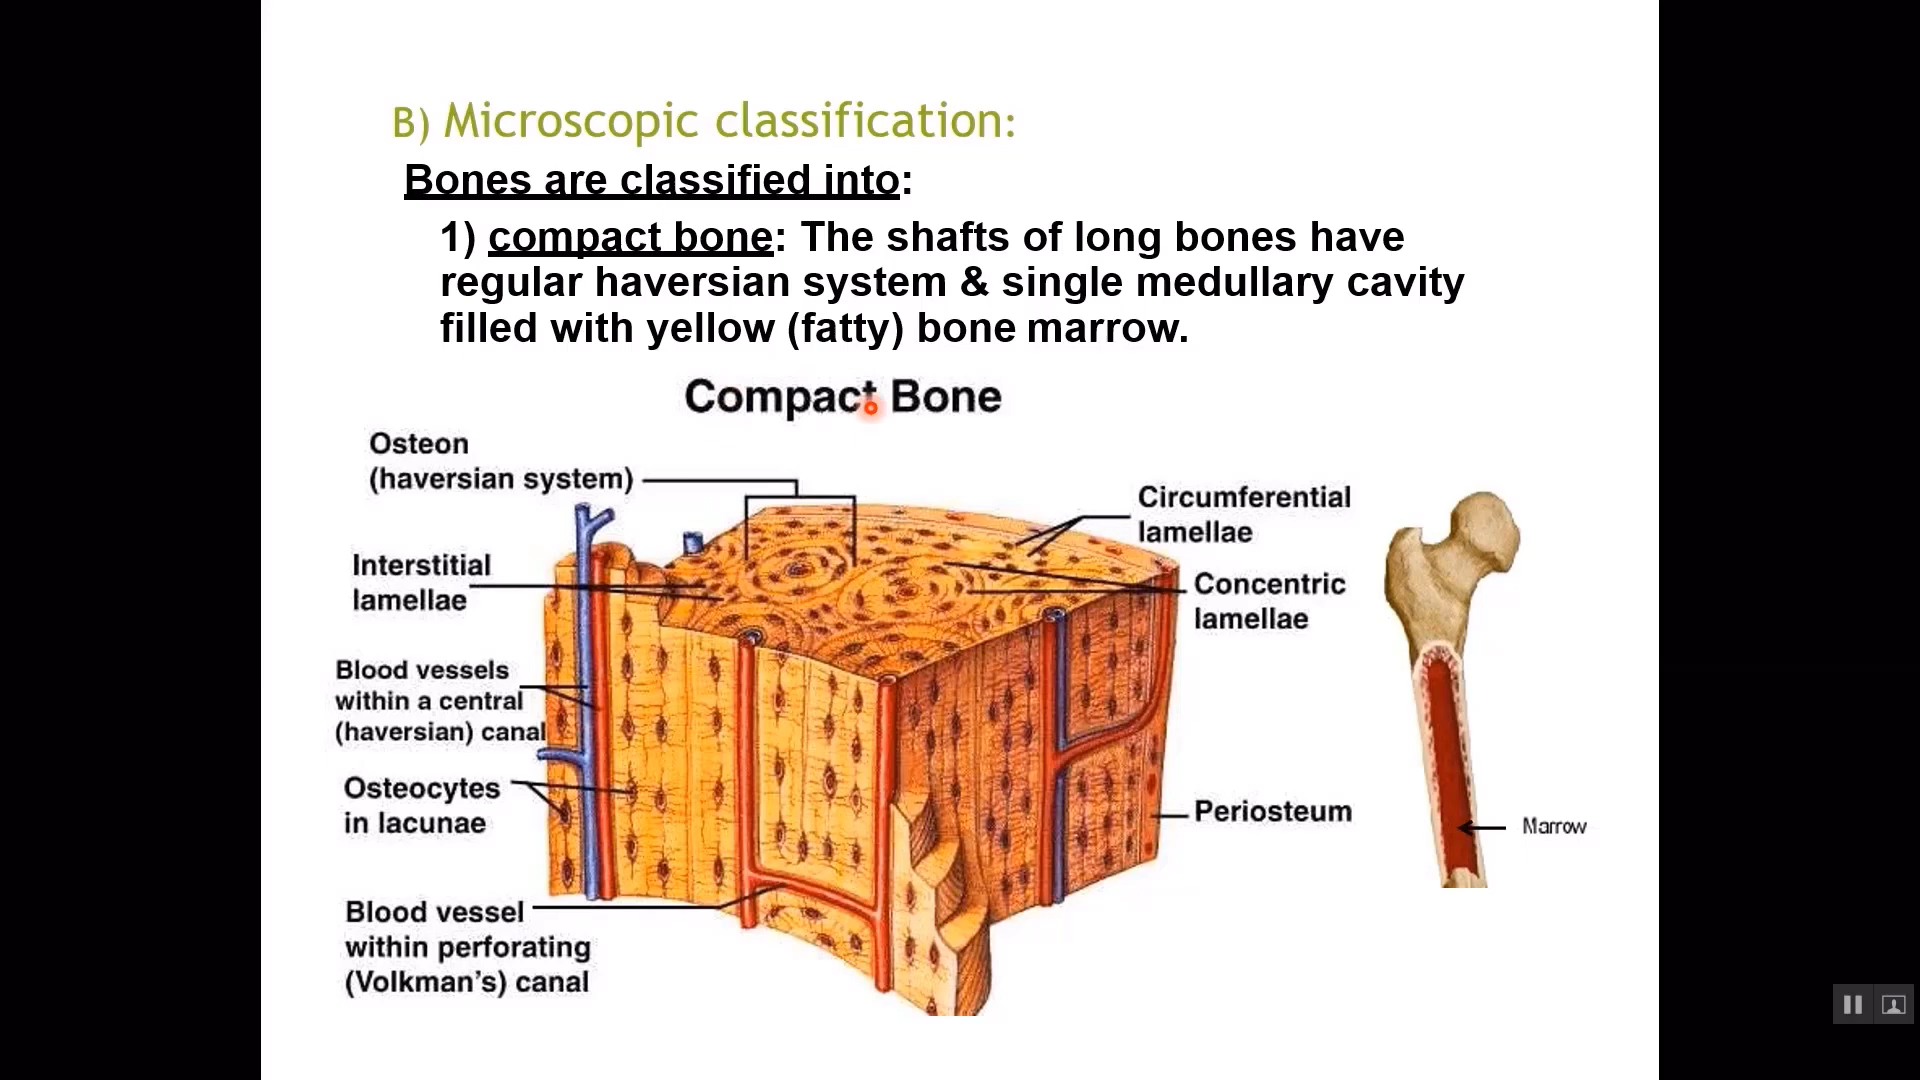 B) Microscopic classification:
Bones are classified into:
1) compact bone: The shafts of long bones have
regular haversian system & single medullary cavity
filled with yellow (fatty) bone marrow.
Compact Bone
Osteon
(haversian system)
Circumferential
lamellae
Interstitial
lamellae
Concentric
lamellae
Blood vessels
within a central
(haversian) canal
Osteocytes
in lacunae
Periosteum
Marrow
Blood vessel
within perforating
(Volkman's) canal